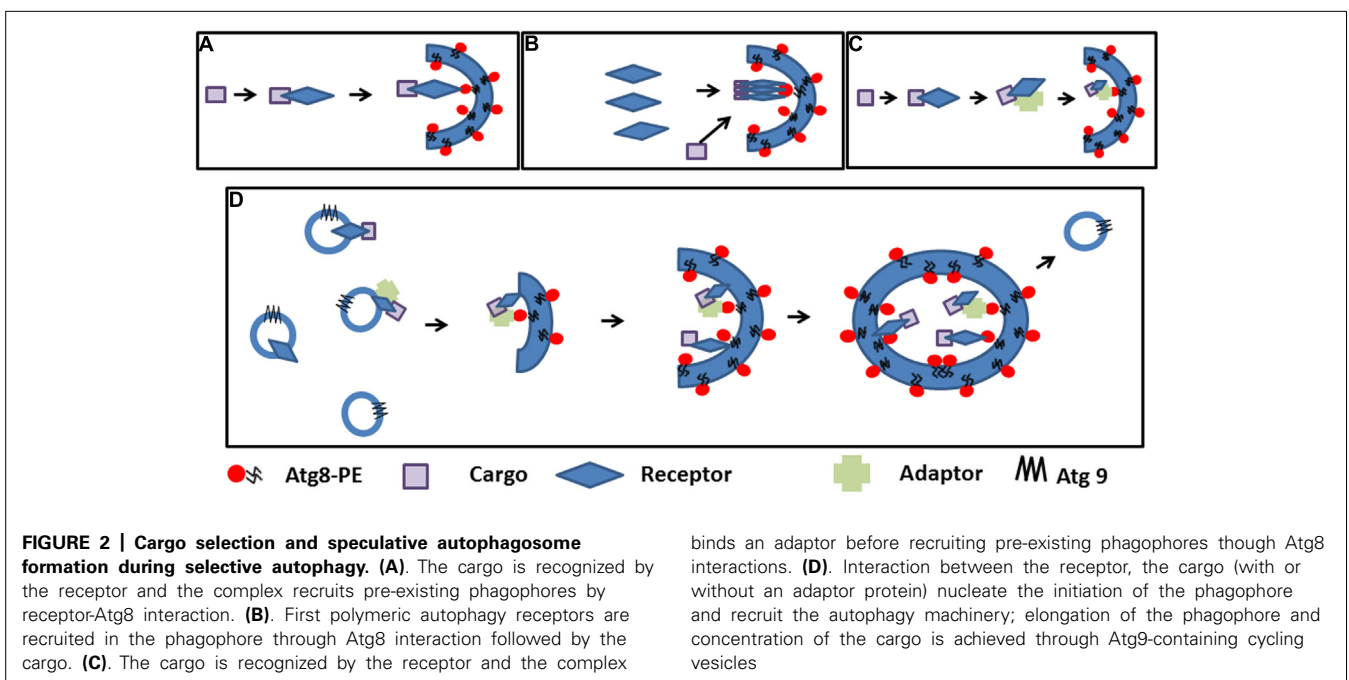 A
B
C
D
Atg8-PE
Cargo
Receptor
Adaptor
Atg 9
FIGURE 2 | Cargo selection and speculative autophagosome
formation during selective autophagy. (A). The cargo is recognized by
the receptor and the complex recruits pre-existing phagophores by
receptor-Atg8 interaction. (B). First polymeric autophagy receptors are
recruited in the phagophore through Atg8 interaction followed by the
cargo. (C). The cargo is recognized by the receptor and the complex
binds an adaptor before recruiting pre-existing phagophores though Atg8
interactions. (D). Interaction between the receptor, the cargo (with or
without an adaptor protein) nucleate the initiation of the phagophore
and recruit the autophagy machinery; elongation of the phagophore and
concentration of the cargo is achieved through Atg9-containing cycling
vesicles